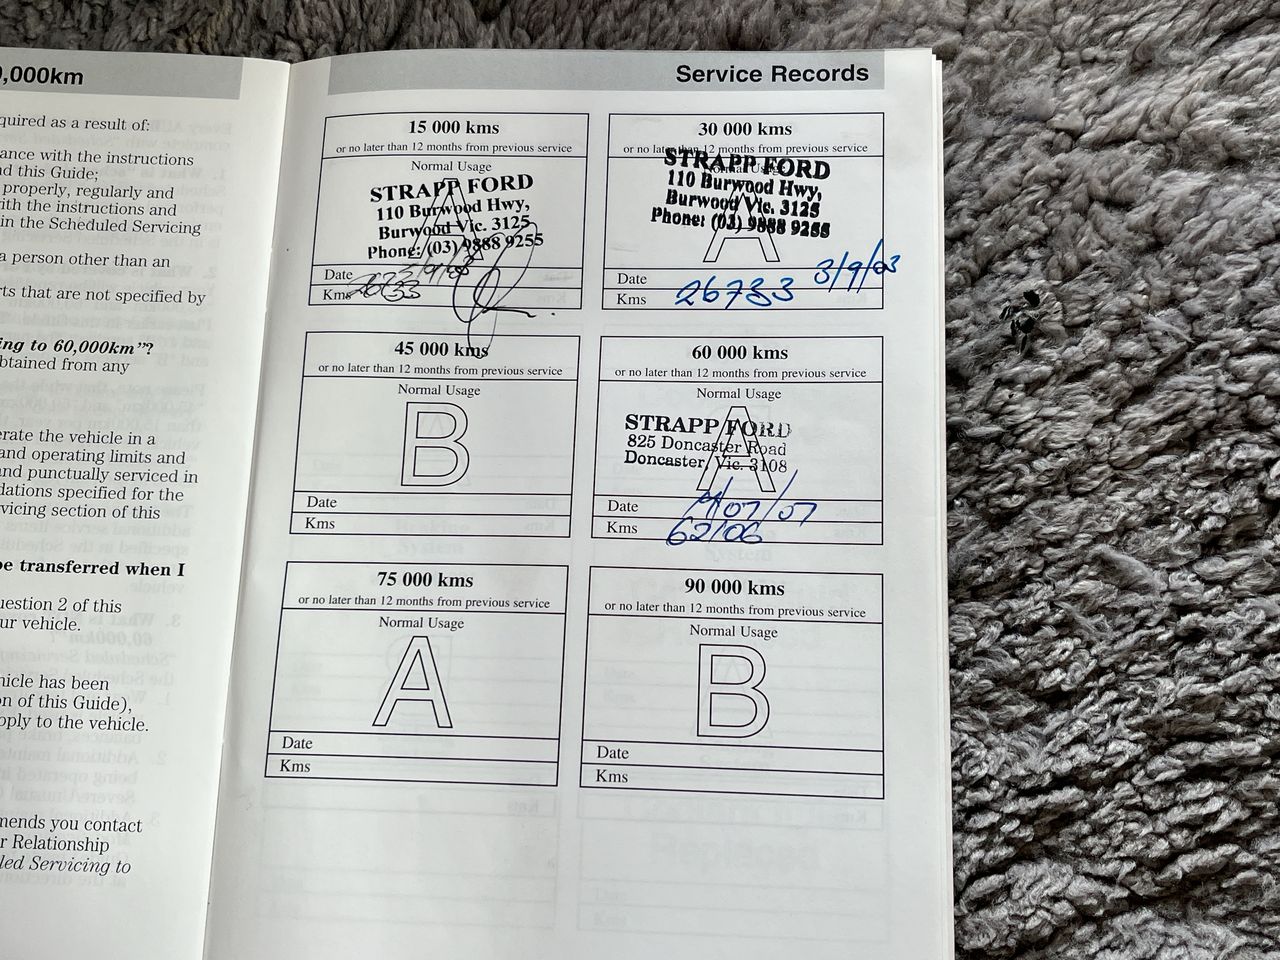 0,000km
quired as a result of:
ance with the instructions
nd this Guide;
properly, regularly and
ith the instructions and
in the Scheduled Servicing
a person other than an
rts that are not specified by
ing to 60,000km"?
btained from any
erate the vehicle in a
and operating limits and
and punctually serviced in
dations specified for the
vicing section of this
be transferred when I
uestion 2 of this
ur vehicle.
hicle has been
on of this Guide),
pply to the vehicle.
mends you contact
r Relationship
led Servicing to
Service Records
15 000 kms
or no later than 12 months from previous service
Normal Usage
A
STRAPP FORD
110 Burwood Hwy,
Burwood Vic. 3125
Phone: (03) 9888 9255
Date
Kms
30 000 kms
or no later than 12 months from previous service
Normal Usage
A
STRAPP FORD
110 Burwood Hwy,
Burwood Vic. 3125
Phone: (03) 9888 9255
Date 3/9/03
Kms 26733
45 000 kms
or no later than 12 months from previous service
Normal Usage
B
Date
Kms
60 000 kms
or no later than 12 months from previous service
Normal Usage
A
STRAPP FORD
825 Doncaster Road
Doncaster, Vic. 3108
Date
Kms 62106
75 000 kms
or no later than 12 months from previous service
Normal Usage
A
Date
Kms
90 000 kms
or no later than 12 months from previous service
Normal Usage
B
Date
Kms